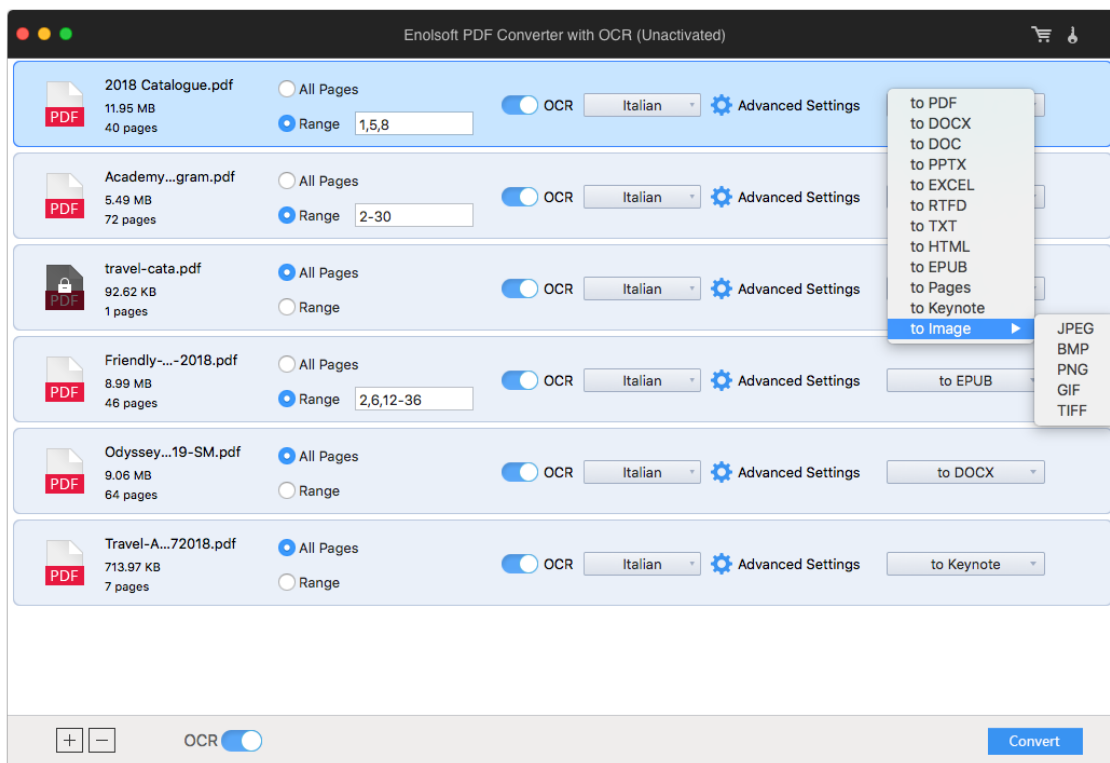 Enolsoft PDF Converter with OCR (Unactivated)
2018 Catalogue.pdf
11.95 MB
40 pages
PDF
All Pages
Range 1,5,8
OCR Italian Advanced Settings
Academy...gram.pdf
5.49 MB
72 pages
PDF
All Pages
Range 2-30
OCR Italian Advanced Settings
travel-cata.pdf
92.62 KB
1 pages
PDF
All Pages
Range
OCR Italian Advanced Settings
Friendly-...-2018.pdf
8.99 MB
46 pages
PDF
All Pages
Range 2,6,12-36
OCR Italian Advanced Settings to EPUB
Odyssey...19-SM.pdf
9.06 MB
64 pages
PDF
All Pages
Range
OCR Italian Advanced Settings to DOCX
Travel-A...72018.pdf
713.97 KB
7 pages
PDF
All Pages
Range
OCR Italian Advanced Settings to Keynote
to PDF
to DOCX
to DOC
to PPTX
to EXCEL
to RTFD
to TXT
to HTML
to EPUB
to Pages
to Keynote
to Image
JPEG
BMP
PNG
GIF
TIFF
OCR
Convert